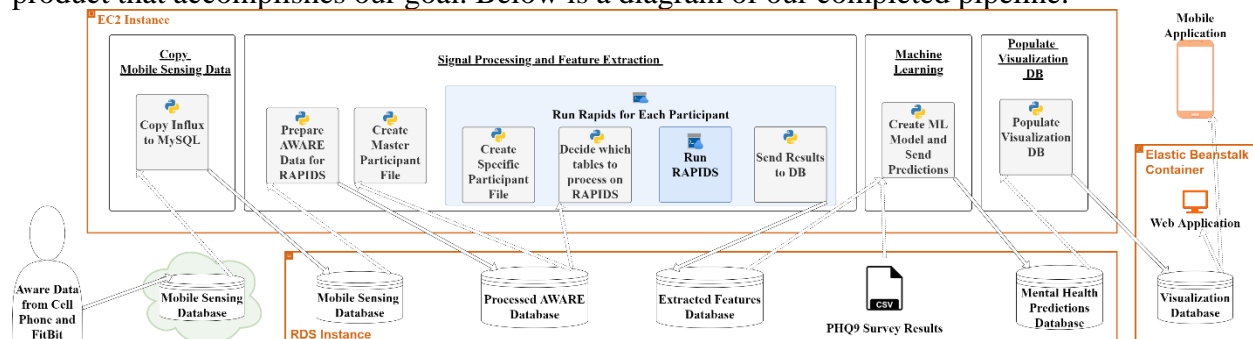 product that accomplishes our goal. Below is a diagram of our completed pipeline:
EC2 Instance
Copy
Mobile Sensing Data
Copy Influx
to MySQL
Signal Processing and Feature Extraction
Prepare
AWARE
Data for
RAPIDS
Create
Master
Participant
File
Run Rapids for Each Participant
Create
Specific
Participant
File
Decide which
tables to
process on
RAPIDS
Run
RAPIDS
Send Results
to DB
Machine
Learning
Create ML
Model and
Send
Predictions
Populate
Visualization
DB
Populate
Visualization
DB
Mobile
Application
Elastic Beanstalk
Container
Web Application
Aware Data
from Cell
Phone and
FitBit
Mobile Sensing
Database
RDS Instance
Mobile Sensing
Database
Processed AWARE
Database
Extracted Features
Database
CSV
PHQ9 Survey Results
Mental Health
Predictions
Database
Visualization
Database